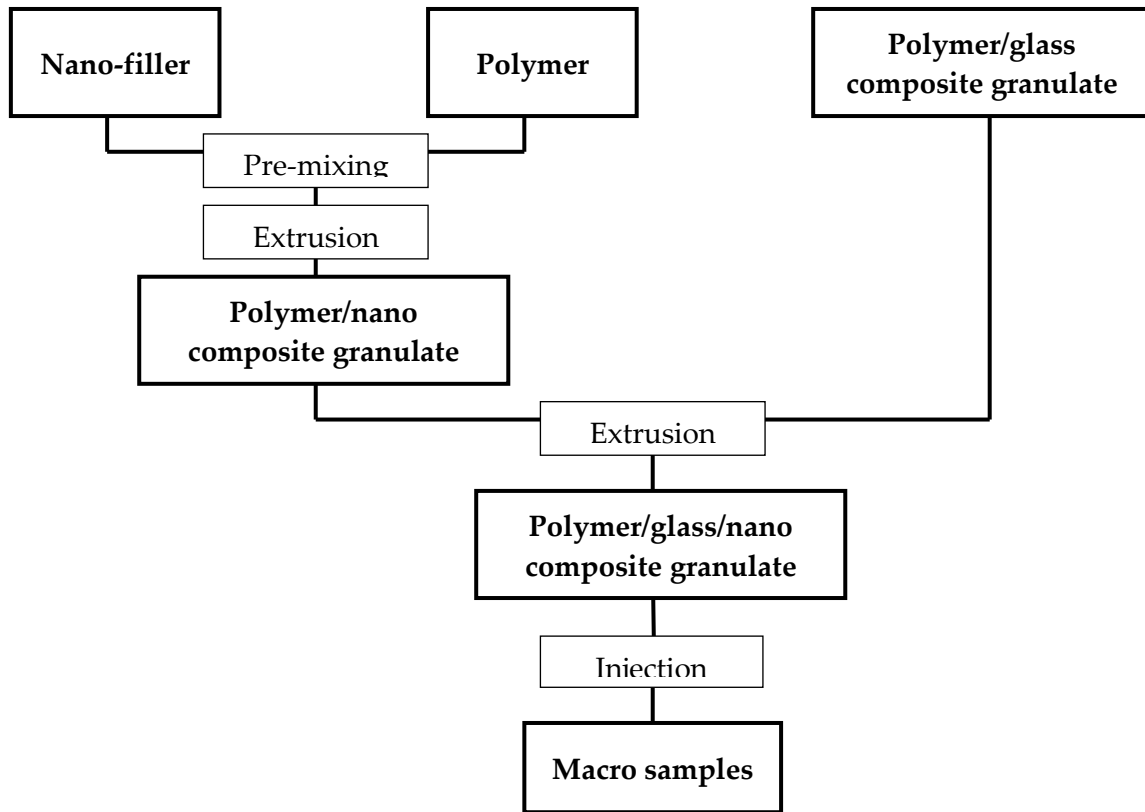 Nano-filler
Polymer
Polymer/glass
composite granulate
Pre-mixing
Extrusion
Polymer/nano
composite granulate
Extrusion
Polymer/glass/nano
composite granulate
Injection
Macro samples